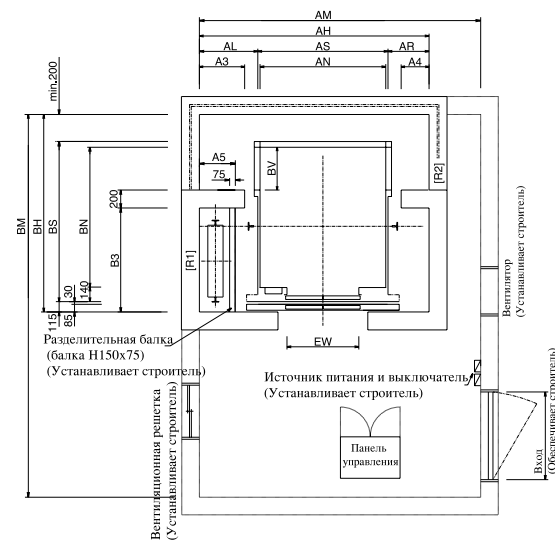 AM
AH
AL
AS
AR
A3
AN
A4
min.200
A5
75
BV
[R2]
200
BM
BH
BS
BN
B3
[R1]
30
140
115
85
EW
Разделительная балка
(балка H150x75)
(Устанавливает строитель)
Источник питания и выключатель
(Устанавливает строитель)
Вентилятор
(Устанавливает строитель)
Вентиляционная решетка
(Устанавливает строитель)
Панель
управления
Вход
(Обеспечивает строитель)